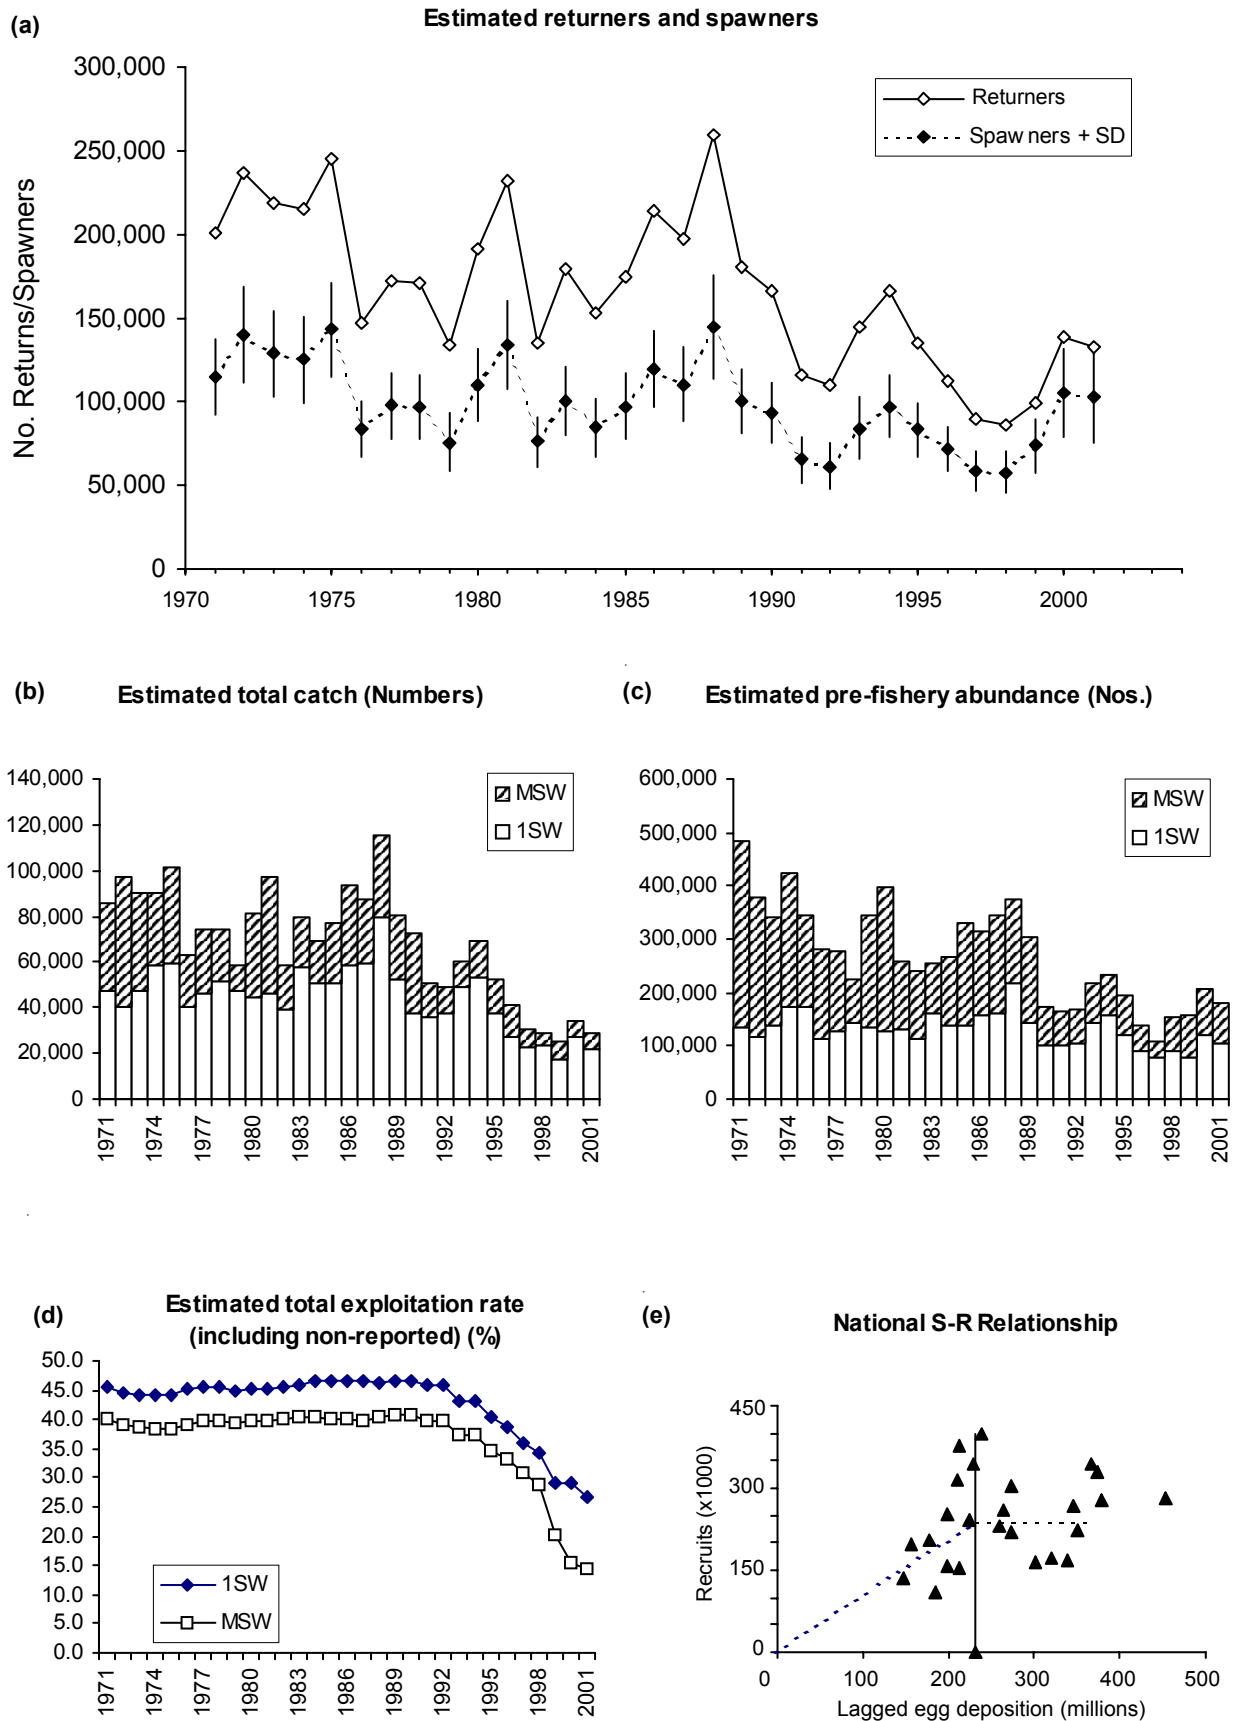 (a)
Estimated returners and spawners
300,000
250,000
200,000
150,000
100,000
50,000
0
No. Returns/Spawners
Returners
Spawners + SD
1970 1975 1980 1985 1990 1995 2000
(b)
Estimated total catch (Numbers)
140,000
120,000
100,000
80,000
60,000
40,000
20,000
0
MSW
1SW
1971 1974 1977 1980 1983 1986 1989 1992 1995 1998 2001
(c)
Estimated pre-fishery abundance (Nos.)
600,000
500,000
400,000
300,000
200,000
100,000
0
MSW
1SW
1971 1974 1977 1980 1983 1986 1989 1992 1995 1998 2001
(d)
Estimated total exploitation rate
(including non-reported) (%)
50.0
45.0
40.0
35.0
30.0
25.0
20.0
15.0
10.0
5.0
0.0
1SW
MSW
1971 1974 1977 1980 1983 1986 1989 1992 1995 1998 2001
(e)
National S-R Relationship
450
300
150
0
Recruits (x1000)
0 100 200 300 400 500
Lagged egg deposition (millions)